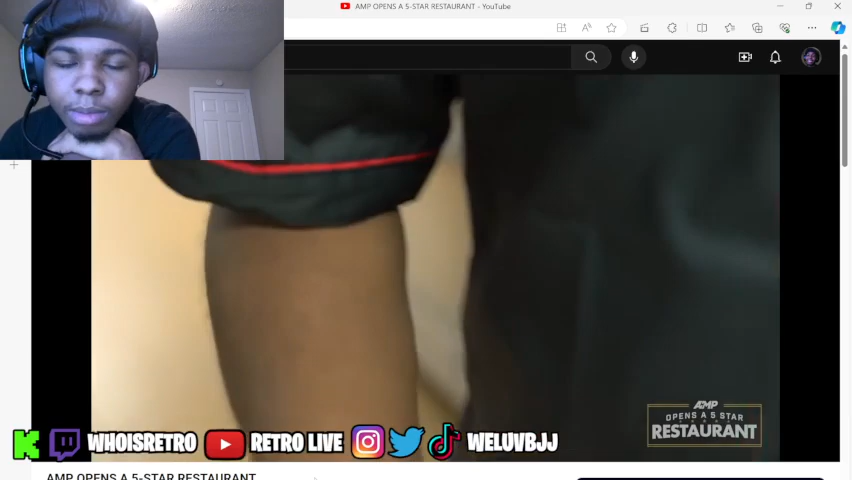 AMP OPENS A 5-STAR RESTAURANT - YouTube
AMP
OPENS A 5 STAR
RESTAURANT
WHOISRETRO RETRO LIVE WELUVBJJ
AMP OPENS A 5-STAR RESTAURANT